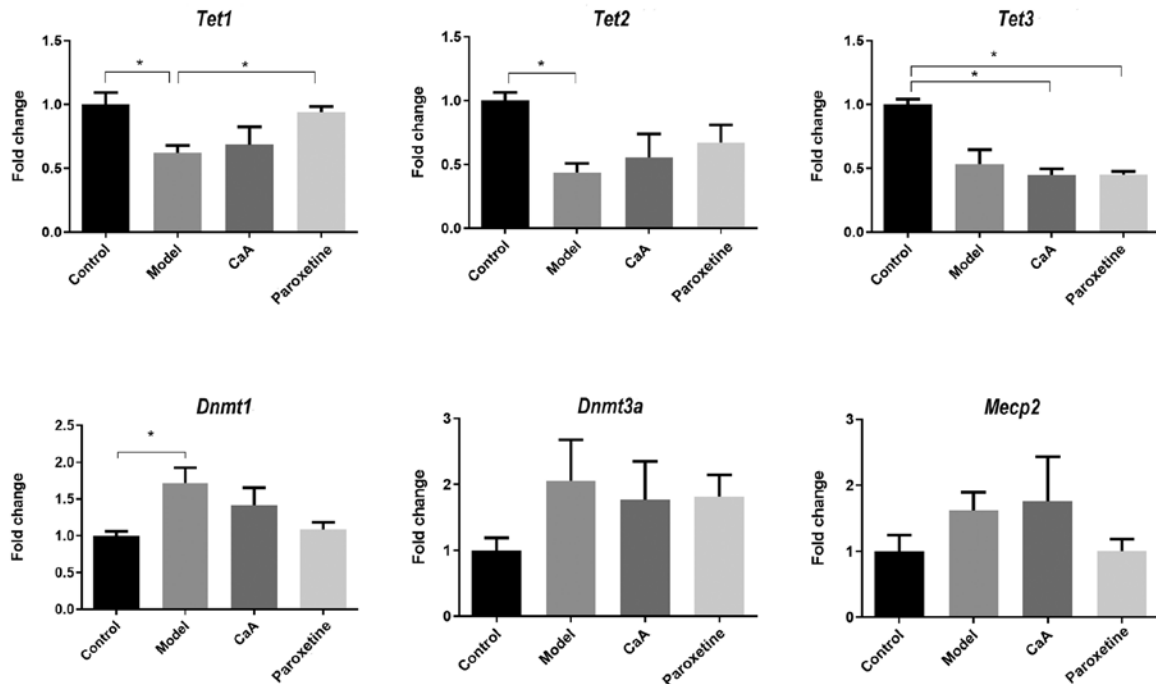 Tet1
Fold change
1.5
1.0
0.5
0.0
*
*
Control
Model
CaA
Paroxetine
Tet2
Fold change
1.5
1.0
0.5
0.0
*
Control
Model
CaA
Paroxetine
Tet3
Fold change
1.5
1.0
0.5
0.0
*
*
Control
Model
CaA
Paroxetine
Dnmt1
Fold change
2.5
2.0
1.5
1.0
0.5
0.0
*
Control
Model
CaA
Paroxetine
Dnmt3a
Fold change
3
2
1
0
Control
Model
CaA
Paroxetine
Mecp2
Fold change
3
2
1
0
Control
Model
CaA
Paroxetine